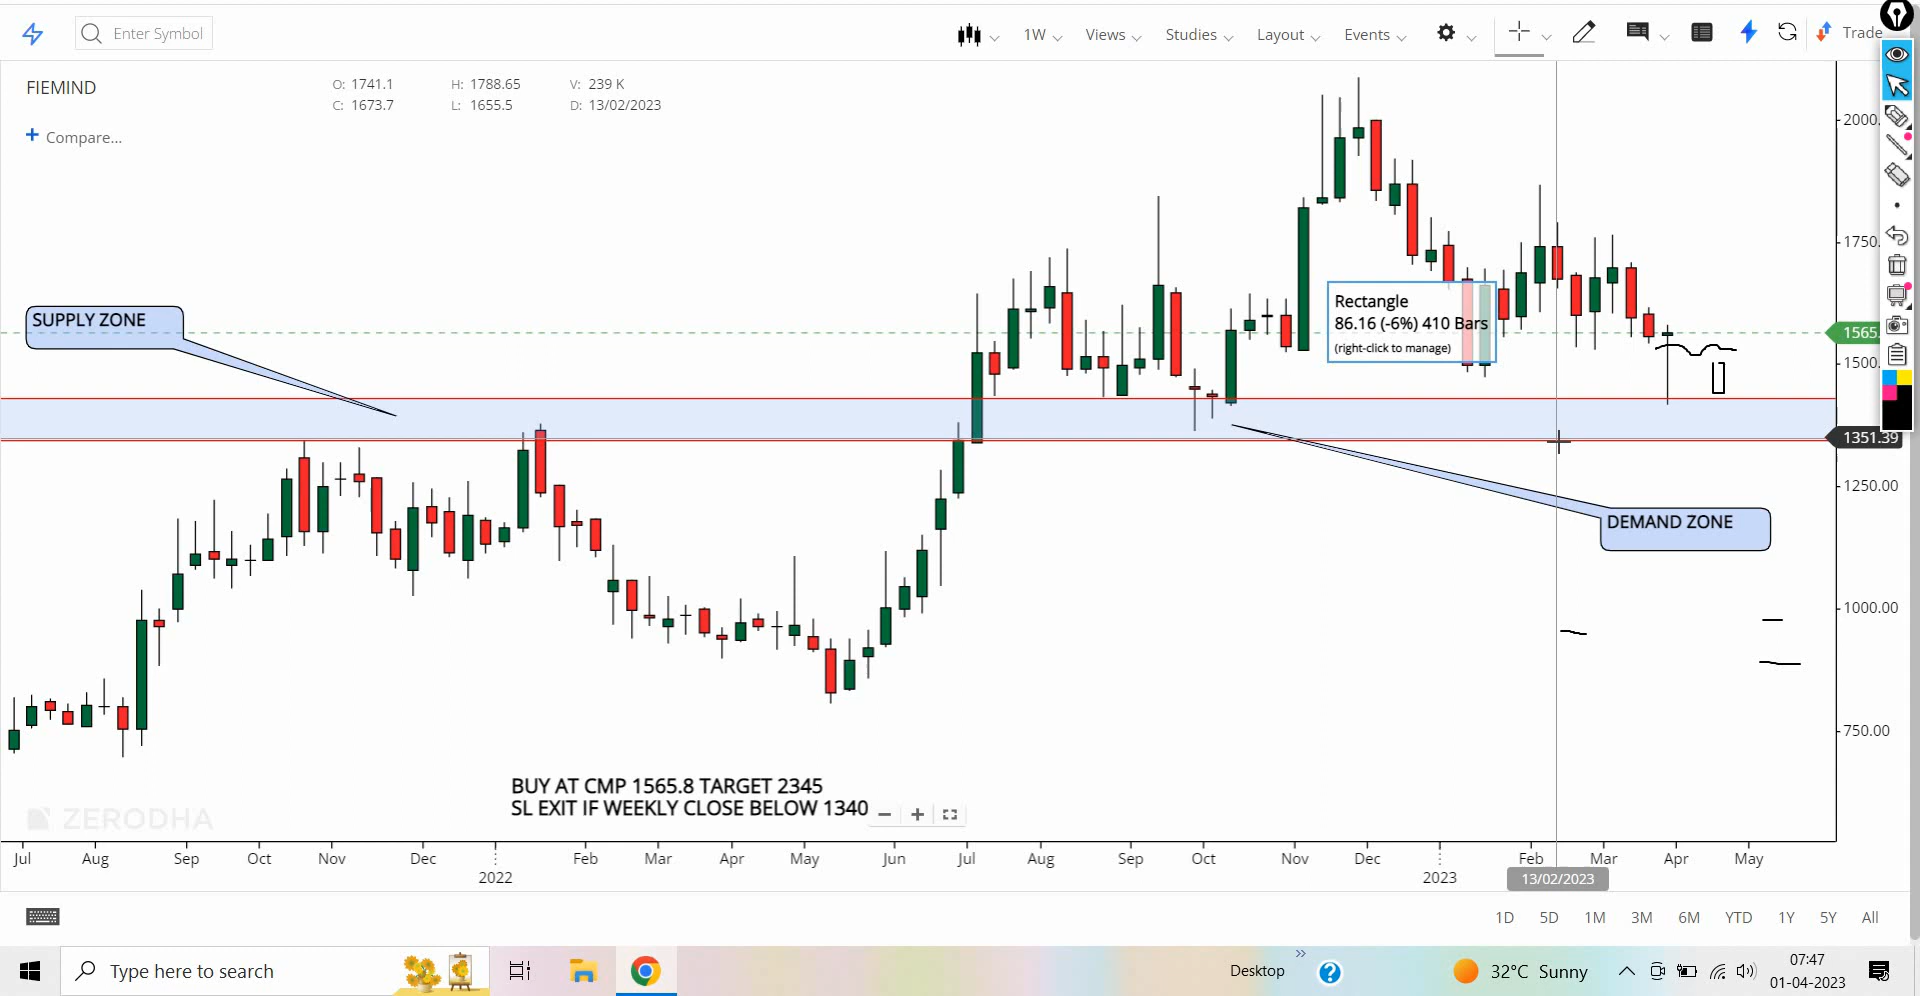 Enter Symbol
1W
Views
Studies
Layout
Events
Trade
FIEMIND
O: 1741.1
H: 1788.65
V: 239 K
C: 1673.7
L: 1655.5
D: 13/02/2023
+ Compare...
2000.
1750.
SUPPLY ZONE
Rectangle
86.16 (-6%) 410 Bars
(right-click to manage)
1565.
1500.
1351.39
1250.00
DEMAND ZONE
1000.00
750.00
BUY AT CMP 1565.8 TARGET 2345
SL EXIT IF WEEKLY CLOSE BELOW 1340
ZERODHA
Jul Aug Sep Oct Nov Dec Feb Mar Apr May Jun Jul Aug Sep Oct Nov Dec Feb Mar Apr May
2022 2023
13/02/2023
1D 5D 1M 3M 6M YTD 1Y 5Y All
Type here to search
Desktop
32°C Sunny
07:47
01-04-2023